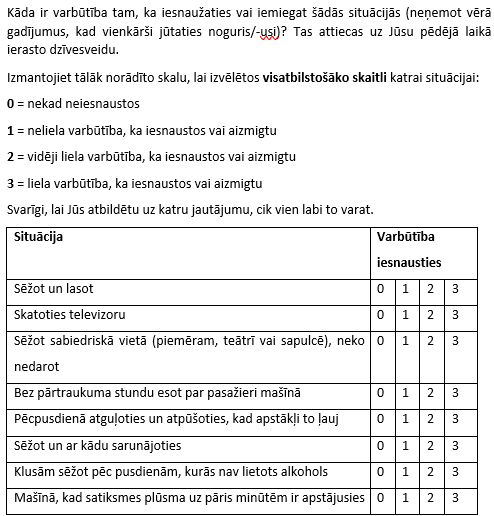 Kāda ir varbūtība tam, ka iesnaužaties vai iemiegat šādās situācijās (neņemot vērā
gadījumus, kad vienkārši jūtaties noguris/-usi)? Tas attiecas uz Jūsu pēdējā laikā
ierasto dzīvesveidu.
Izmantojiet tālāk norādīto skalu, lai izvēlētos visatbilstošāko skaitli katrai situācijai:
0 = nekad neiesnaustos
1 = neliela varbūtība, ka iesnaustos vai aizmigtu
2 = vidēji liela varbūtība, ka iesnaustos vai aizmigtu
3 = liela varbūtība, ka iesnaustos vai aizmigtu
Svarīgi, lai Jūs atbildētu uz katru jautājumu, cik vien labi to varat.
Situācija Varbūtība
iesnausties
Sēžot un lasot 0 1 2 3
Skatoties televizoru 0 1 2 3
Sēžot sabiedriskā vietā (piemēram, teātrī vai sapulcē), neko 0 1 2 3
nedarot
Bez pārtraukuma stundu esot par pasažieri mašīnā 0 1 2 3
Pēcpusdienā atguļoties un atpūšoties, kad apstākļi to ļauj 0 1 2 3
Sēžot un ar kādu sarunājoties 0 1 2 3
Klusām sēžot pēc pusdienām, kurās nav lietots alkohols 0 1 2 3
Mašīnā, kad satiksmes plūsma uz pāris minūtēm ir apstājusies 0 1 2 3